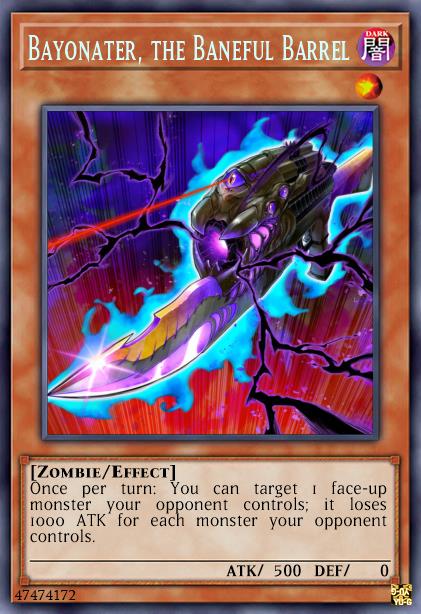 Bayonater, the Baneful Barrel
DARK
闇
[Zombie/Effect]
Once per turn: You can target 1 face-up
monster your opponent controls; it loses
1000 ATK for each monster your opponent
controls.
ATK/ 500 DEF/ 0
47474172